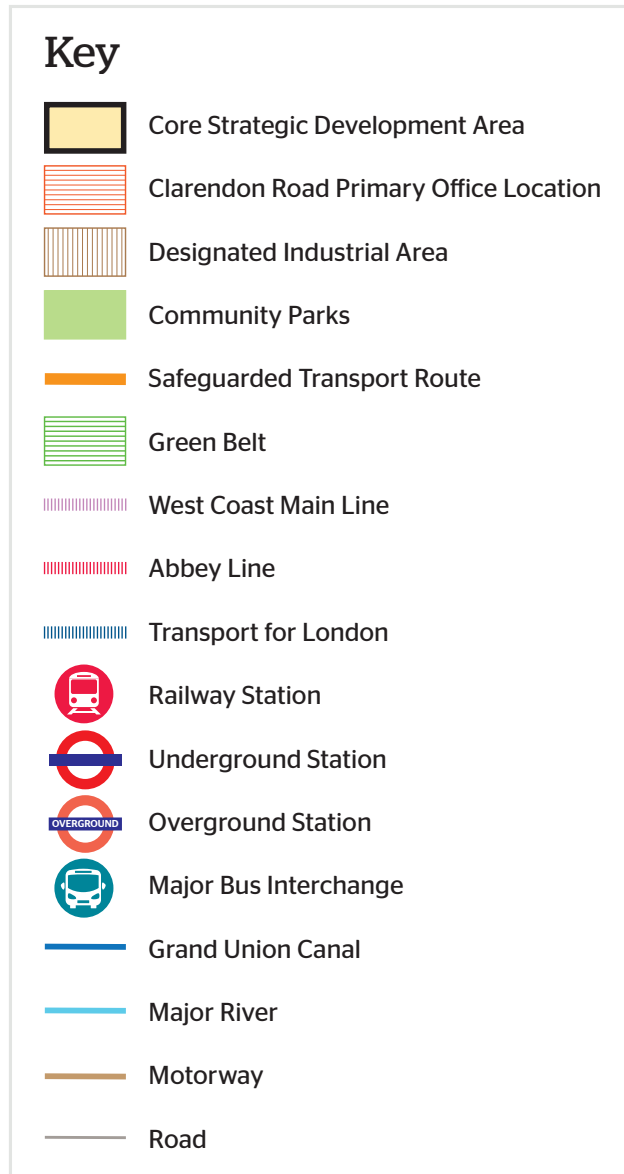 Key
Core Strategic Development Area
Clarendon Road Primary Office Location
Designated Industrial Area
Community Parks
Safeguarded Transport Route
Green Belt
West Coast Main Line
Abbey Line
Transport for London
Railway Station
Underground Station
OVERGROUND Overground Station
Major Bus Interchange
Grand Union Canal
Major River
Motorway
Road